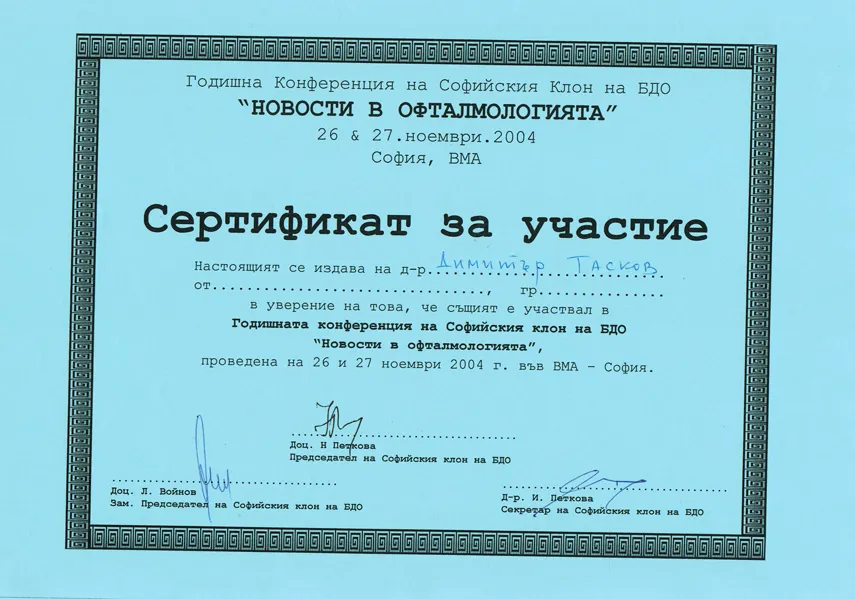 Годишна Конференция на Софийския Клон на БДО
“НОВОСТИ В ОФТАЛМОЛОГИЯТА”
26 & 27.ноември.2004
София, ВМА
Сертификат за участие
Настоящият се издава на д-р. Димитър Тасков
от..............................., гр...............
в уверение на това, че същият е участвал в
Годишната конференция на Софийския клон на БДО
“Новости в офталмологията”,
проведена на 26 и 27 ноември 2004 г. във ВМА – София.
Доц. Н Петкова
Председател на Софийския клон на БДО
Доц. Л. Войнов
Зам. Председател на Софийския клон на БДО
Д-р. И. Петкова
Секретар на Софийския клон на БДО